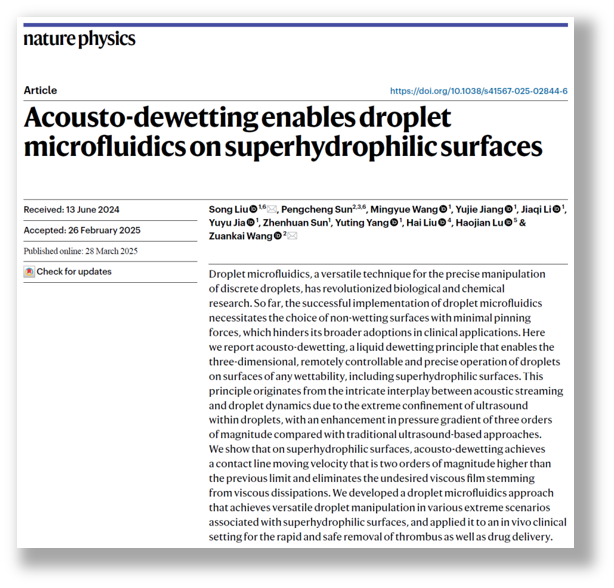 nature physics
Article
https://doi.org/10.1038/s41567-025-02844-6
Acousto-dewetting enables droplet
microfluidics on superhydrophilic surfaces
Received: 13 June 2024
Accepted: 26 February 2025
Published online: 28 March 2025
Check for updates
Song Liu 1,6, Pengcheng Sun2,3,6, Mingyue Wang 1, Yujie Jiang 1, Jiaqi Li 1,
Yuyu Jia 1, Zhenhuan Sun1, Yuting Yang 1, Hai Liu 4, Haojian Lu 5 &
Zuankai Wang 2
Droplet microfluidics, a versatile technique for the precise manipulation
of discrete droplets, has revolutionized biological and chemical
research. So far, the successful implementation of droplet microfluidics
necessitates the choice of non-wetting surfaces with minimal pinning
forces, which hinders its broader adoptions in clinical applications. Here
we report acousto-dewetting, a liquid dewetting principle that enables the
three-dimensional, remotely controllable and precise operation of droplets
on surfaces of any wettability, including superhydrophilic surfaces. This
principle originates from the intricate interplay between acoustic streaming
and droplet dynamics due to the extreme confinement of ultrasound
within droplets, with an enhancement in pressure gradient of three orders
of magnitude compared with traditional ultrasound-based approaches.
We show that on superhydrophilic surfaces, acousto-dewetting achieves
a contact line moving velocity that is two orders of magnitude higher than
the previous limit and eliminates the undesired viscous film stemming
from viscous dissipations. We developed a droplet microfluidics approach
that achieves versatile droplet manipulation in various extreme scenarios
associated with superhydrophilic surfaces, and applied it to an in vivo clinical
setting for the rapid and safe removal of thrombus as well as drug delivery.